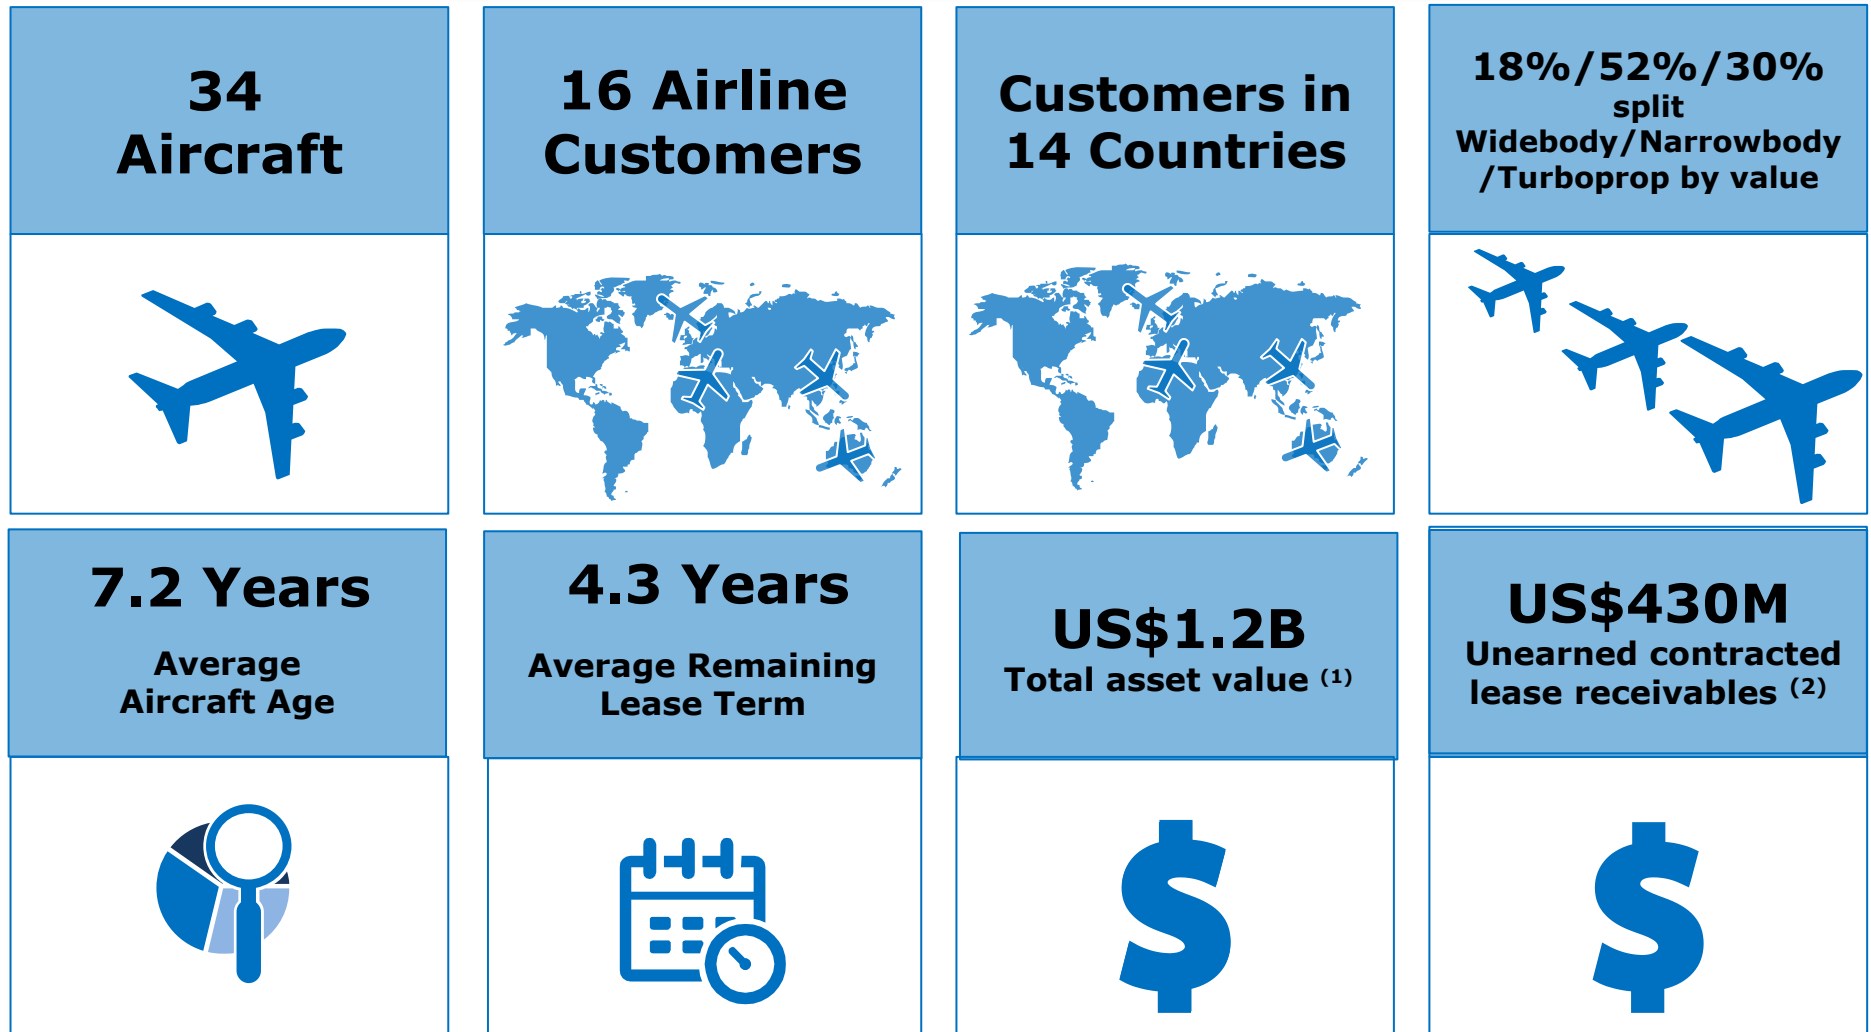 34
Aircraft
16 Airline
Customers
Customers in
14 Countries
18%/52%/30%
split
Widebody/Narrowbody
/Turboprop by value
7.2 Years
Average
Aircraft Age
4.3 Years
Average Remaining
Lease Term
US$1.2B
Total asset value (1)
US$430M
Unearned contracted
lease receivables (2)